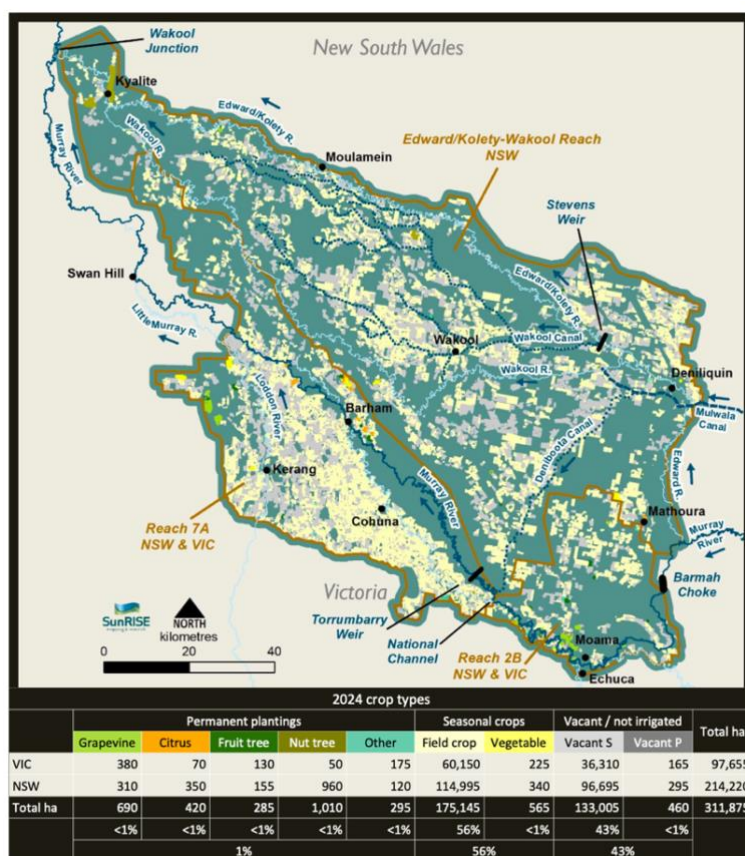 Wakool
Junction
New South Wales
Kyalite
Edward/Kolety R.
Wakool R.
Murray River
Moulamein
Edward/Kolety-Wakool Reach
NSW
Stevens
Weir
Swan Hill
Edward/Kolety R.
Little Murray R.
Wakool
Wakool Canal
Wakool R.
Deniliquin
Mulwala
Canal
Loddon River
Barham
Deniboota Canal
Murray River
Edward R.
Kerang
Mathoura
Cohuna
Reach 7A
NSW & VIC
Murray
River
Victoria
Barmah
Choke
SunRISE
NORTH
kilometres
Torrumbarry
Weir
National
Channel
Moama
Reach 2B
NSW & VIC
Echuca
0 20 40
2024 crop types
Permanent plantings Seasonal crops Vacant / not irrigated Total ha
Grapevine Citrus Fruit tree Nut tree Other Field crop Vegetable Vacant S Vacant P
VIC 380 70 130 50 175 60,150 225 36,310 165 97,655
NSW 310 350 155 960 120 114,995 340 96,695 295 214,220
Total ha 690 420 285 1,010 295 175,145 565 133,005 460 311,875
<1% <1% <1% <1% <1% 56% <1% 43% <1%
1% 56% 43%